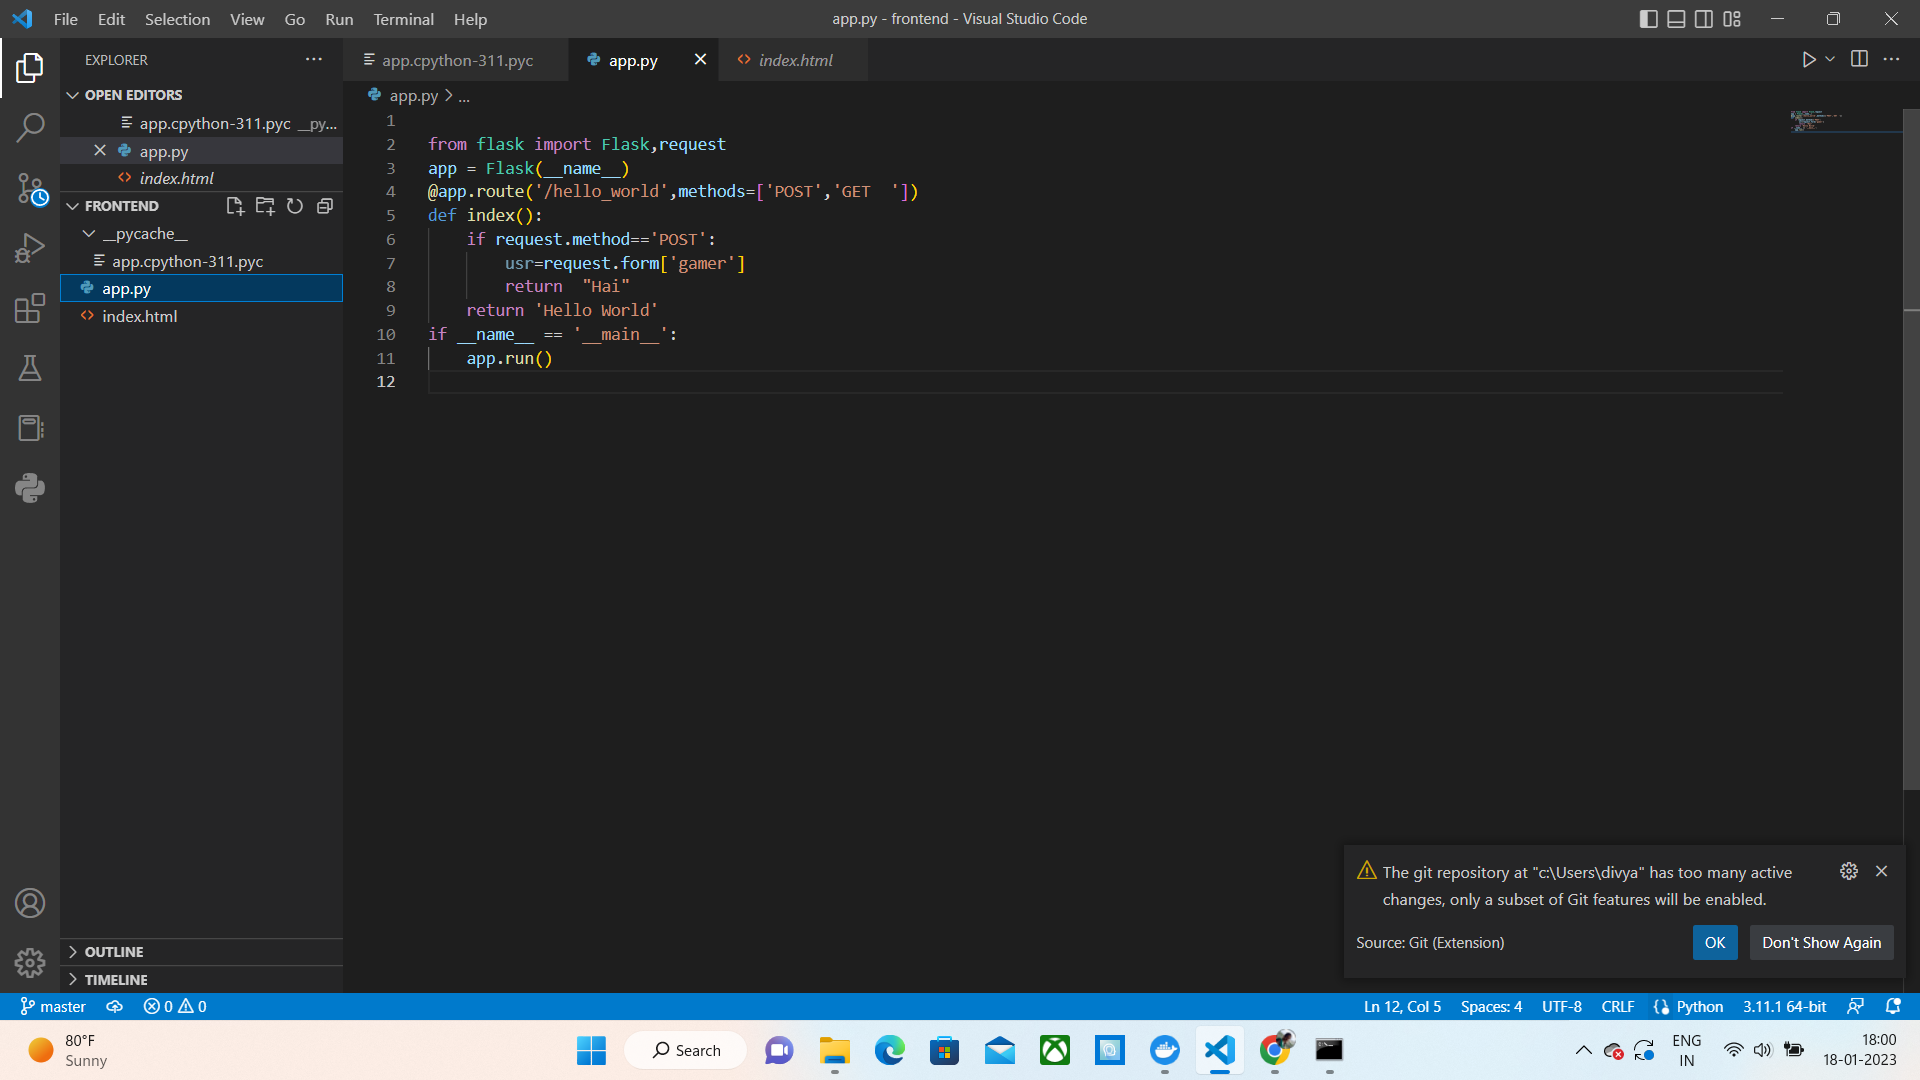 File Edit Selection View Go Run Terminal Help
app.py - frontend - Visual Studio Code
EXPLORER
OPEN EDITORS
app.cpython-311.pyc __py...
app.py
index.html
FRONTEND
__pycache__
app.cpython-311.pyc
app.py
index.html
OUTLINE
TIMELINE
app.cpython-311.pyc
app.py
index.html
app.py > ...
1
2 from flask import Flask,request
3 app = Flask(__name__)
4 @app.route('/hello_world',methods=['POST','GET  '])
5 def index():
6     if request.method=='POST':
7         usr=request.form['gamer']
8         return  "Hai"
9     return 'Hello World'
10 if __name__ == '__main__':
11     app.run()
12
The git repository at "c:\Users\divya" has too many active
changes, only a subset of Git features will be enabled.
Source: Git (Extension)
OK
Don't Show Again
master 0 0
Ln 12, Col 5 Spaces: 4 UTF-8 CRLF Python 3.11.1 64-bit
80°F
Sunny
Search
ENG
IN
18:00
18-01-2023